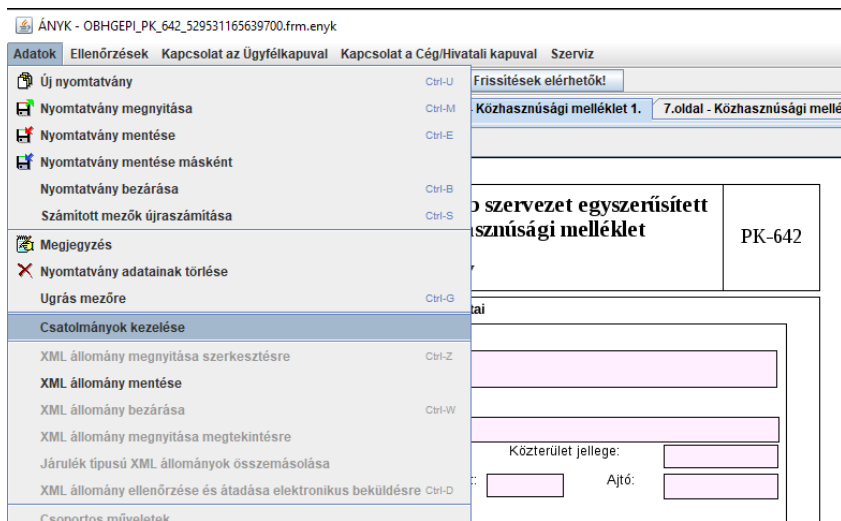 ÁNYK - OBHGEPI_PK_642_529531165639700.frm.enyk
Adatok Ellenőrzések Kapcsolat az Ügyfélkapuval Kapcsolat a Cég/Hivatali kapuval Szerviz
Új nyomtatvány Ctrl-U
Frissítések elérhetők!
Nyomtatvány megnyitása Ctrl-M
- Közhasznúsági melléklet 1. 7.oldal - Közhasznúsági mellé
Nyomtatvány mentése Ctrl-E
Nyomtatvány mentése másként
Nyomtatvány bezárása Ctrl-B
Számított mezők újraszámítása Ctrl-S
szervezet egyszerűsített
Megjegyzés
melléklet
PK-642
Nyomtatvány adatainak törlése
Ugrás mezőre Ctrl-G
tai
Csatolmányok kezelése
XML állomány megnyitása szerkesztésre Ctrl-Z
XML állomány mentése
XML állomány bezárása Ctrl-W
XML állomány megnyitása megtekintésre
Közterület jellege:
Járulék típusú XML állományok összemásolása
Ajtó:
XML állomány ellenőrzése és átadása elektronikus beküldésre Ctrl-D
Csoportos műveletek